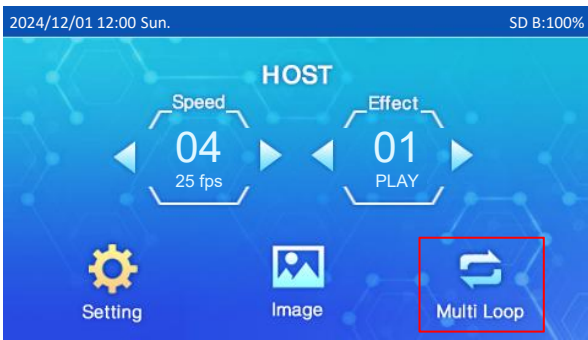 2024/12/01 12:00 Sun. SD B:100%
HOST
Speed Effect
04 01
25 fps PLAY
Setting Image Multi Loop